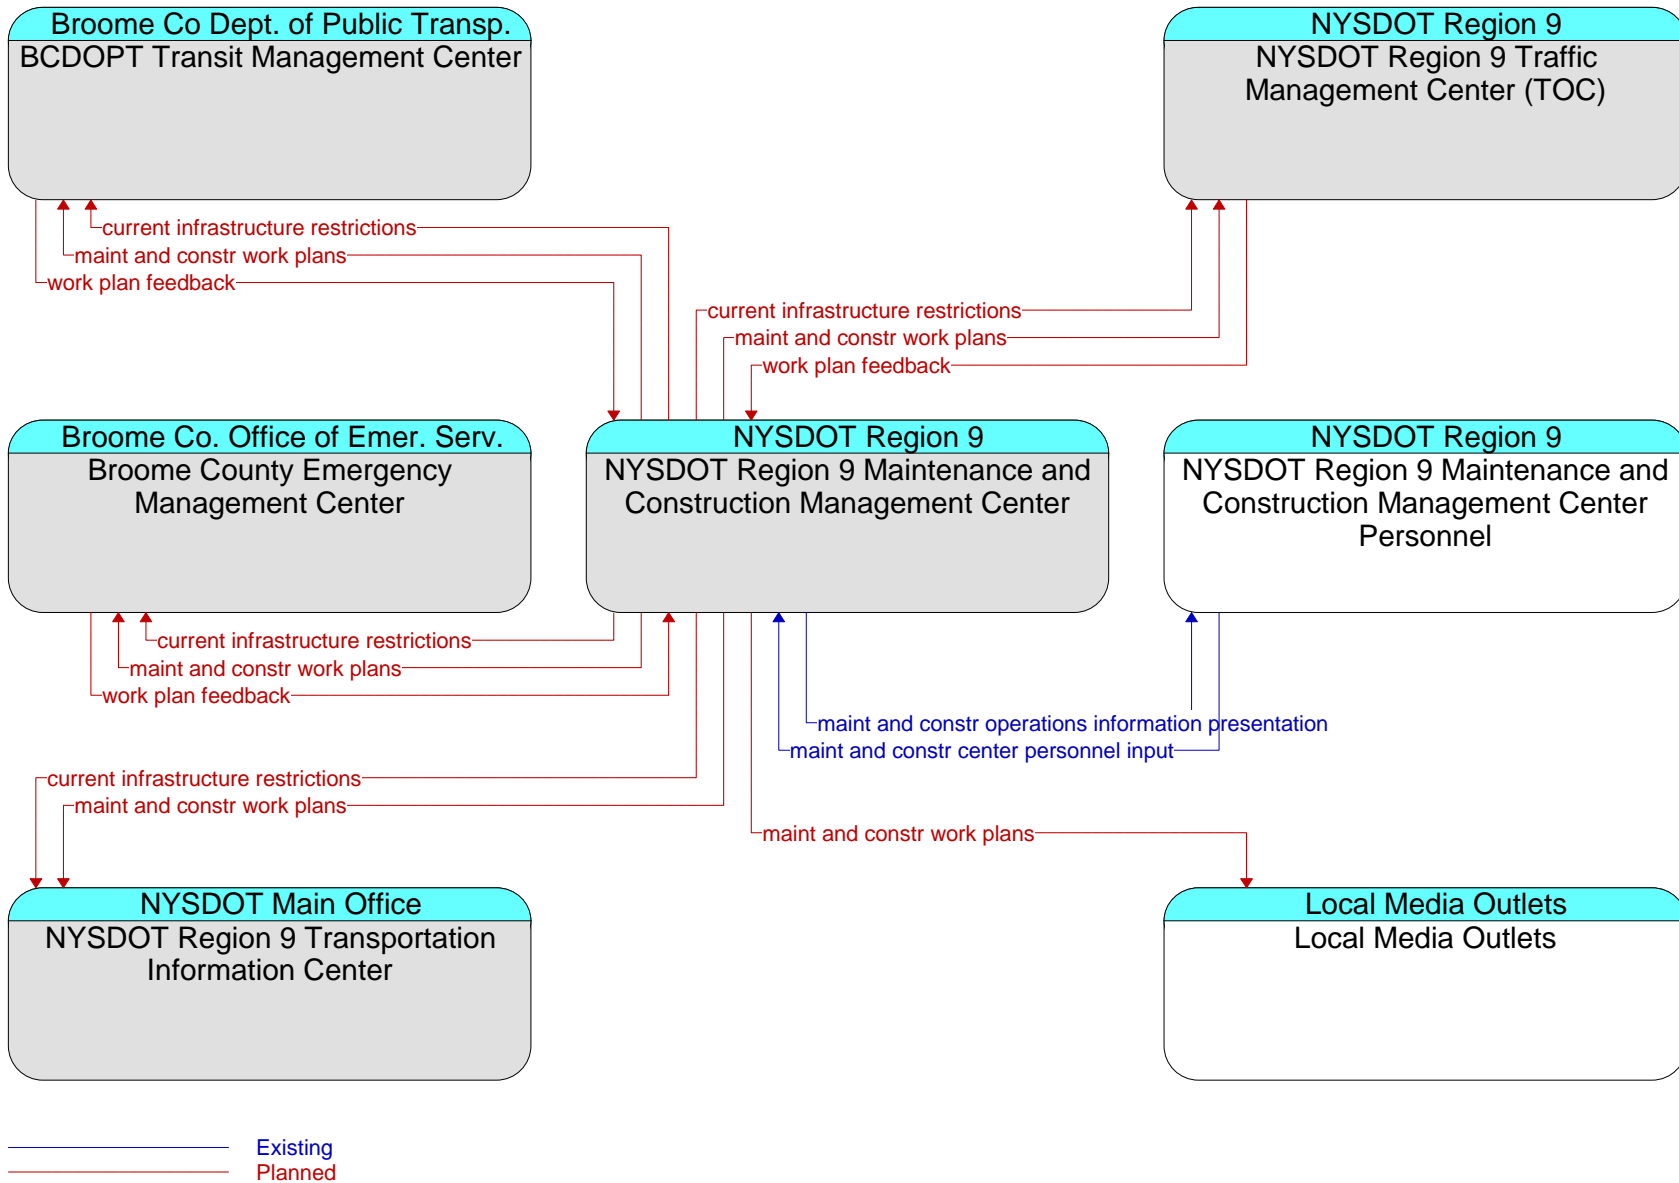 Broome Co Dept. of Public Transp.
BCDOPT Transit Management Center
NYSDOT Region 9
NYSDOT Region 9 Traffic
Management Center (TOC)
current infrastructure restrictions
maint and constr work plans
work plan feedback
current infrastructure restrictions
maint and constr work plans
work plan feedback
Broome Co. Office of Emer. Serv.
Broome County Emergency
Management Center
NYSDOT Region 9
NYSDOT Region 9 Maintenance and
Construction Management Center
NYSDOT Region 9
NYSDOT Region 9 Maintenance and
Construction Management Center
Personnel
current infrastructure restrictions
maint and constr work plans
work plan feedback
maint and constr operations information presentation
maint and constr center personnel input
current infrastructure restrictions
maint and constr work plans
maint and constr work plans
NYSDOT Main Office
NYSDOT Region 9 Transportation
Information Center
Local Media Outlets
Local Media Outlets
Existing
Planned